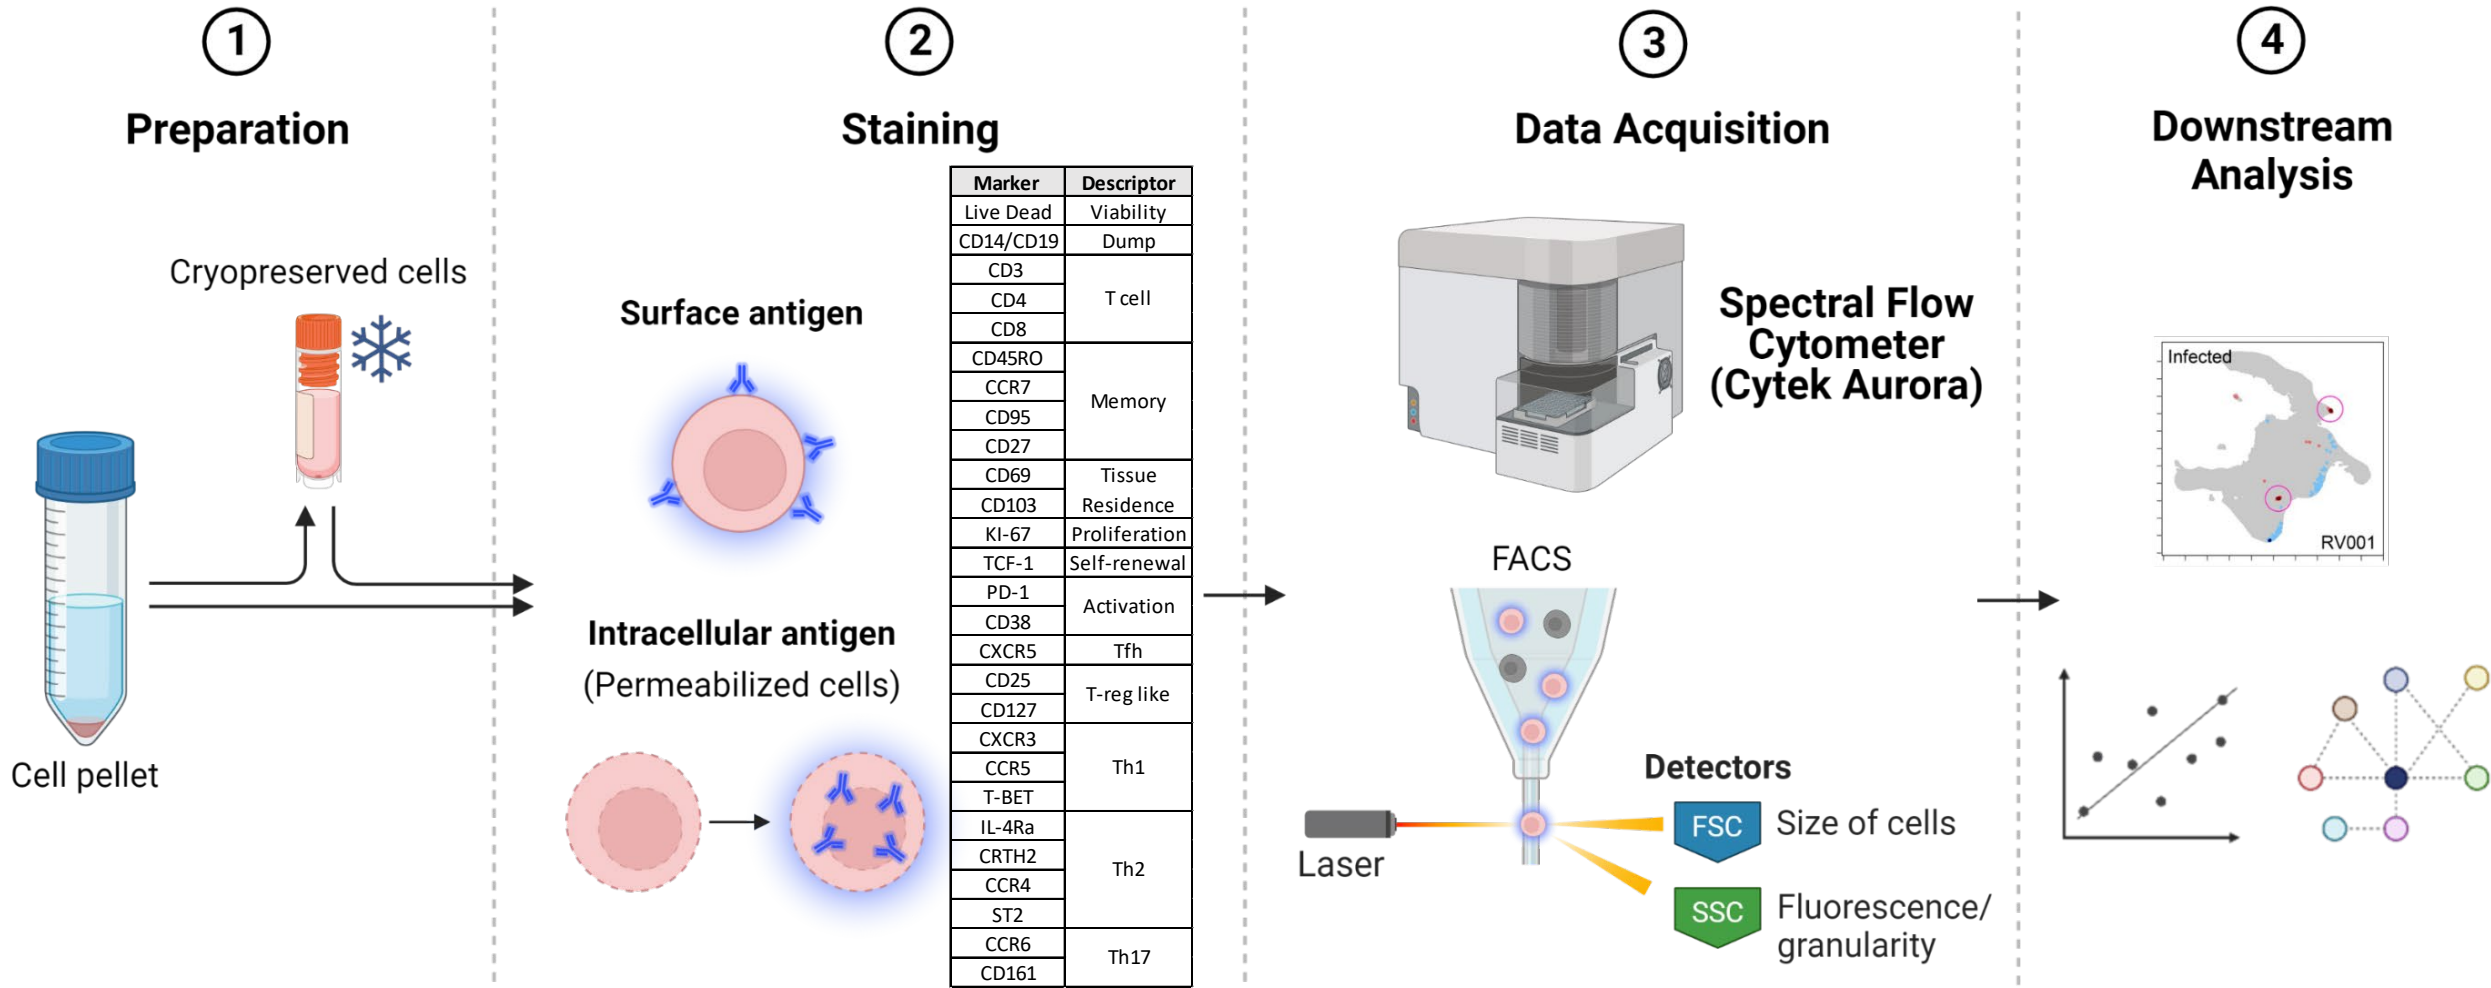 1
Preparation
Cryopreserved cells
Cell pellet
2
Staining
Surface antigen
Intracellular antigen
(Permeabilized cells)
Marker Descriptor
Live Dead Viability
CD14/CD19 Dump
CD3
CD4 T cell
CD8
CD45RO
CCR7
Memory
CD95
CD27
CD69 Tissue
CD103 Residence
KI-67 Proliferation
TCF-1 Self-renewal
PD-1
Activation
CD38
CXCR5 Tfh
CD25
T-reg like
CD127
CXCR3
CCR5 Th1
T-BET
IL-4Ra
CRTH2
Th2
CCR4
ST2
CCR6
Th17
CD161
3
Data Acquisition
Spectral Flow
Cytometer
(Cytek Aurora)
FACS
Laser
Detectors
FSC Size of cells
SSC Fluorescence/
granularity
4
Downstream
Analysis
Infected
RV001